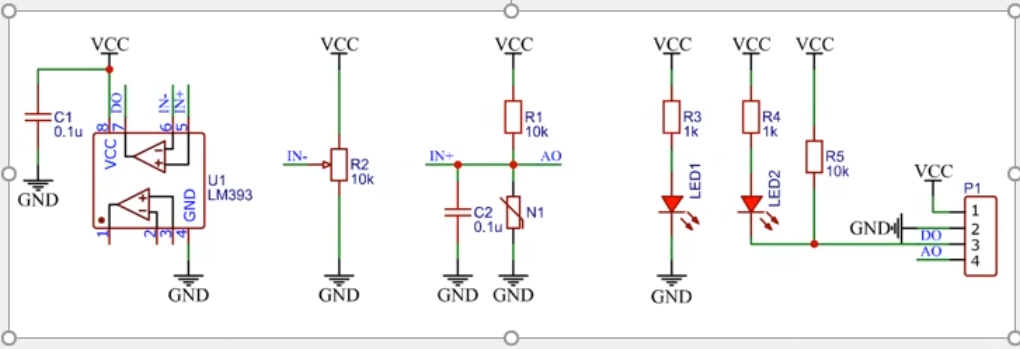 VCC
C1
0.1u
GND
DO
IN-
IN+
8
7
6
5
VCC
GND
U1
LM393
1
2
3
4
GND
VCC
IN-
R2
10k
GND
VCC
R1
10k
IN+
AO
C2
0.1u
N1
GND
GND
VCC
R3
1k
LED1
GND
VCC
R4
1k
LED2
VCC
R5
10k
VCC
P1
1
GND
2
DO
3
AO
4